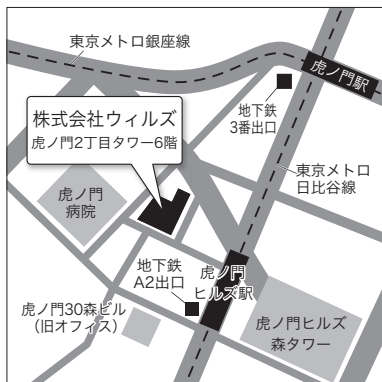 東京メトロ銀座線
虎ノ門駅
株式会社ウィルズ
虎ノ門2丁目タワー6階
地下鉄
3番出口
東京メトロ
日比谷線
虎ノ門
病院
地下鉄
A2出口
虎ノ門
ヒルズ駅
虎ノ門30森ビル
(旧オフィス)
虎ノ門ヒルズ
森タワー